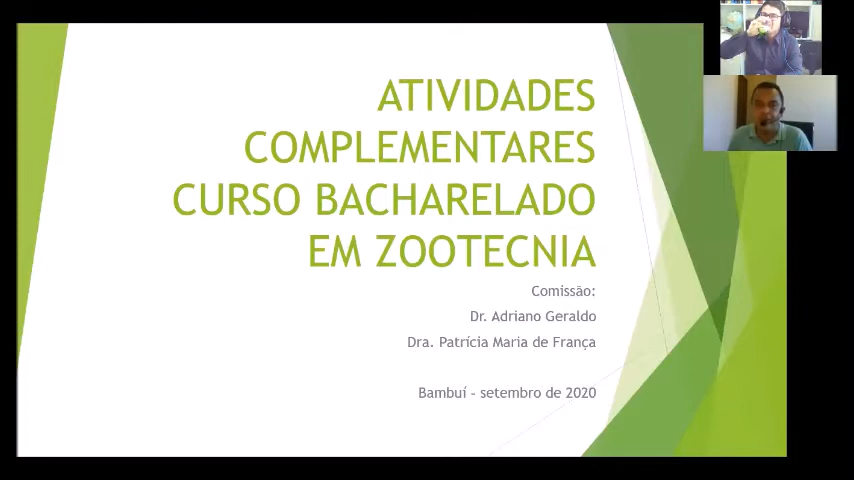 ATIVIDADES
COMPLEMENTARES
CURSO BACHARELADO
EM ZOOTECNIA
Comissão:
Dr. Adriano Geraldo
Dra. Patrícia Maria de França
Bambuí - setembro de 2020